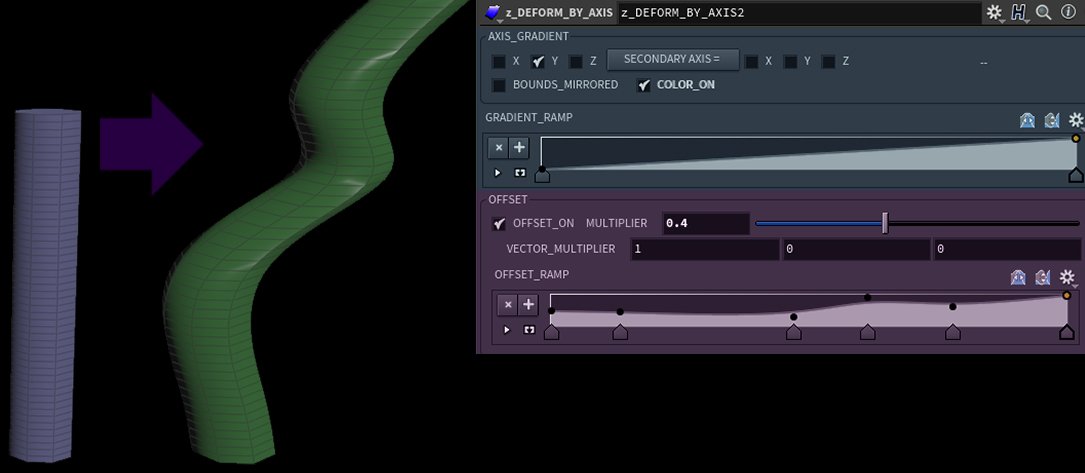 z_DEFORM_BY_AXIS z_DEFORM_BY_AXIS2
AXIS_GRADIENT
X Y Z SECONDARY AXIS = X Y Z --
BOUNDS_MIRRORED COLOR_ON
GRADIENT_RAMP
OFFSET
OFFSET_ON MULTIPLIER 0.4
VECTOR_MULTIPLIER 1 0 0
OFFSET_RAMP